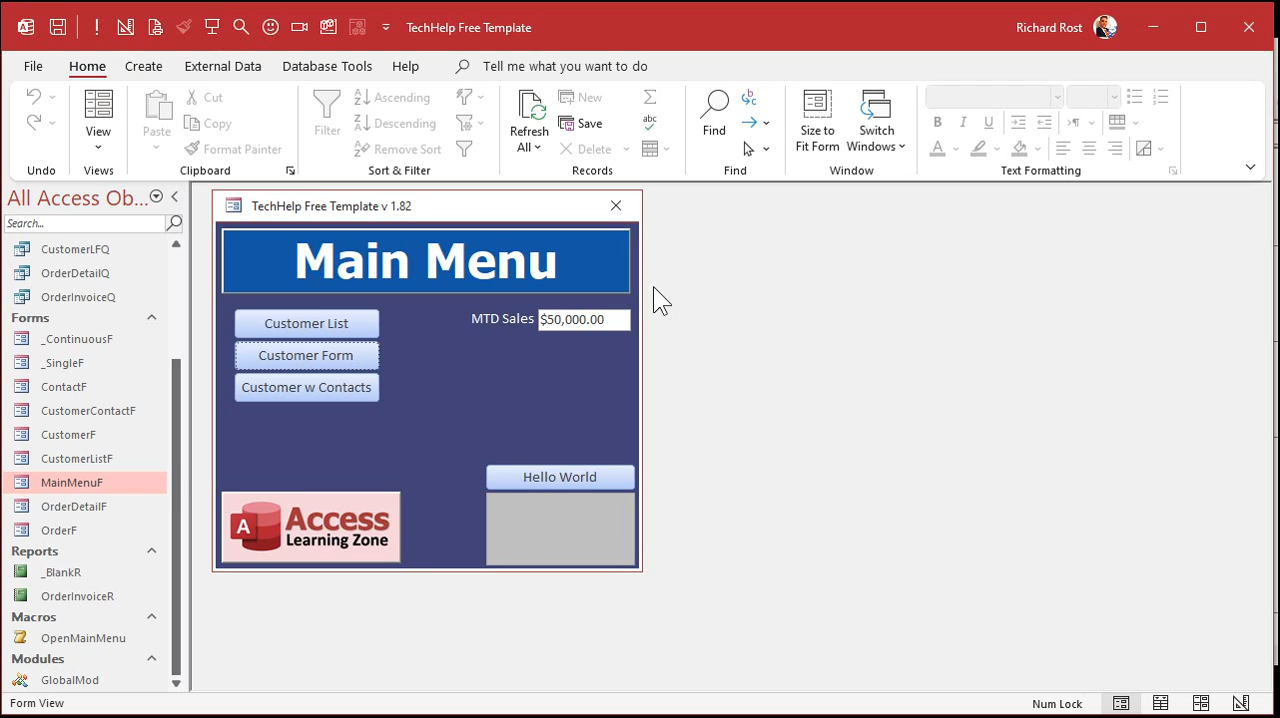 TechHelp Free Template
Richard Rost
File Home Create External Data Database Tools Help Tell me what you want to do
Undo
View
Views
Paste
Cut
Copy
Format Painter
Clipboard
Filter
Ascending
Descending
Remove Sort
Sort & Filter
Refresh
All
New
Save
Delete
Records
Find
Find
Size to
Fit Form
Switch
Windows
Window
B I U
A
Text Formatting
All Access Ob...
Search...
CustomerLFQ
OrderDetailQ
OrderInvoiceQ
Forms
_ContinuousF
_SingleF
ContactF
CustomerContactF
CustomerF
CustomerListF
MainMenuF
OrderDetailF
OrderF
Reports
_BlankR
OrderInvoiceR
Macros
OpenMainMenu
Modules
GlobalMod
TechHelp Free Template v 1.82
Main Menu
Customer List
MTD Sales $50,000.00
Customer Form
Customer w Contacts
Hello World
A Access
Learning Zone
Form View
Num Lock